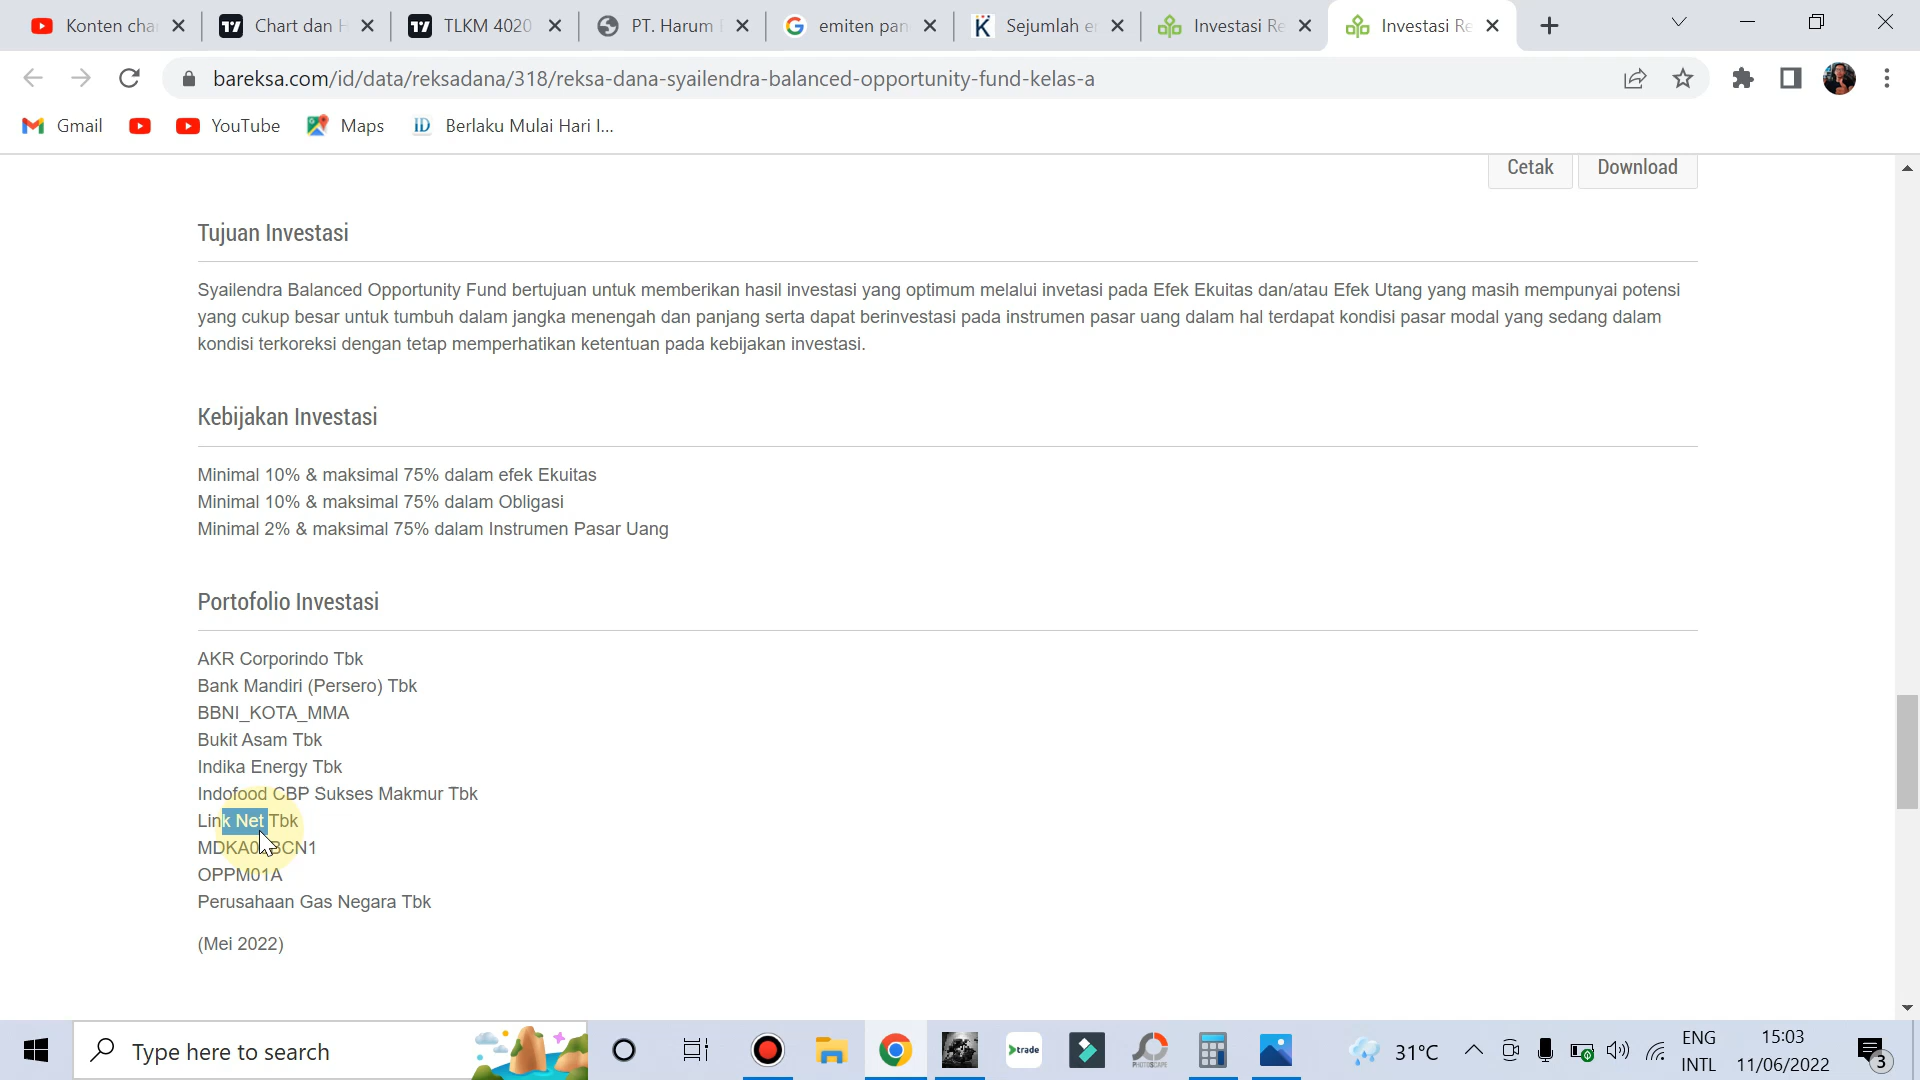 Konten cha
Chart dan H
TLKM 4020
PT. Harum
emiten pan
Sejumlah e
Investasi Re
Investasi Re
bareksa.com/id/data/reksadana/318/reksa-dana-syailendra-balanced-opportunity-fund-kelas-a
Gmail
YouTube
Maps
Berlaku Mulai Hari I...
Cetak
Download
Tujuan Investasi
Syailendra Balanced Opportunity Fund bertujuan untuk memberikan hasil investasi yang optimum melalui invetasi pada Efek Ekuitas dan/atau Efek Utang yang masih mempunyai potensi
yang cukup besar untuk tumbuh dalam jangka menengah dan panjang serta dapat berinvestasi pada instrumen pasar uang dalam hal terdapat kondisi pasar modal yang sedang dalam
kondisi terkoreksi dengan tetap memperhatikan ketentuan pada kebijakan investasi.
Kebijakan Investasi
Minimal 10% & maksimal 75% dalam efek Ekuitas
Minimal 10% & maksimal 75% dalam Obligasi
Minimal 2% & maksimal 75% dalam Instrumen Pasar Uang
Portofolio Investasi
AKR Corporindo Tbk
Bank Mandiri (Persero) Tbk
BBNI_KOTA_MMA
Bukit Asam Tbk
Indika Energy Tbk
Indofood CBP Sukses Makmur Tbk
Link Net Tbk
OPPM01A
Perusahaan Gas Negara Tbk
(Mei 2022)
Type here to search
trade
31°C
ENG
INTL
15:03
11/06/2022
3